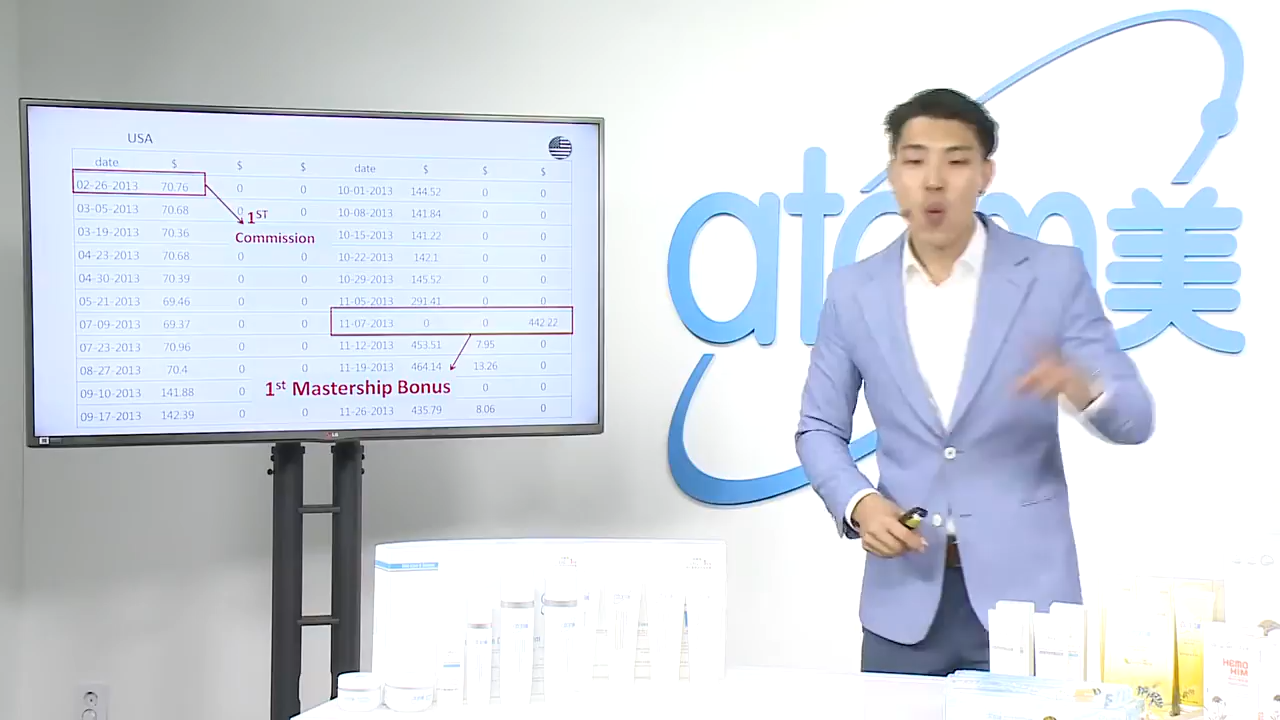 USA
date $ $ $ date $ $ $
02-26-2013 70.76 0 0 10-01-2013 144.52 0 0
03-05-2013 70.68 0 0 10-08-2013 141.84 0 0
1ST
03-19-2013 70.36 10-15-2013 141.22 0 0
Commission
04-23-2013 70.68 0 0 10-22-2013 142.1 0 0
04-30-2013 70.39 0 0 10-29-2013 145.52 0 0
05-21-2013 69.46 0 0 11-05-2013 291.41 0 0
07-09-2013 69.37 0 0 11-07-2013 0 0 442.22
07-23-2013 70.96 0 0 11-12-2013 453.51 7.95 0
08-27-2013 70.4 0 0 11-19-2013 464.14 13.26 0
09-10-2013 141.88 0 0 0
1st Mastership Bonus
09-17-2013 142.39 0 0 11-26-2013 435.79 8.06 0
LG
atom美
HEMO
HIM